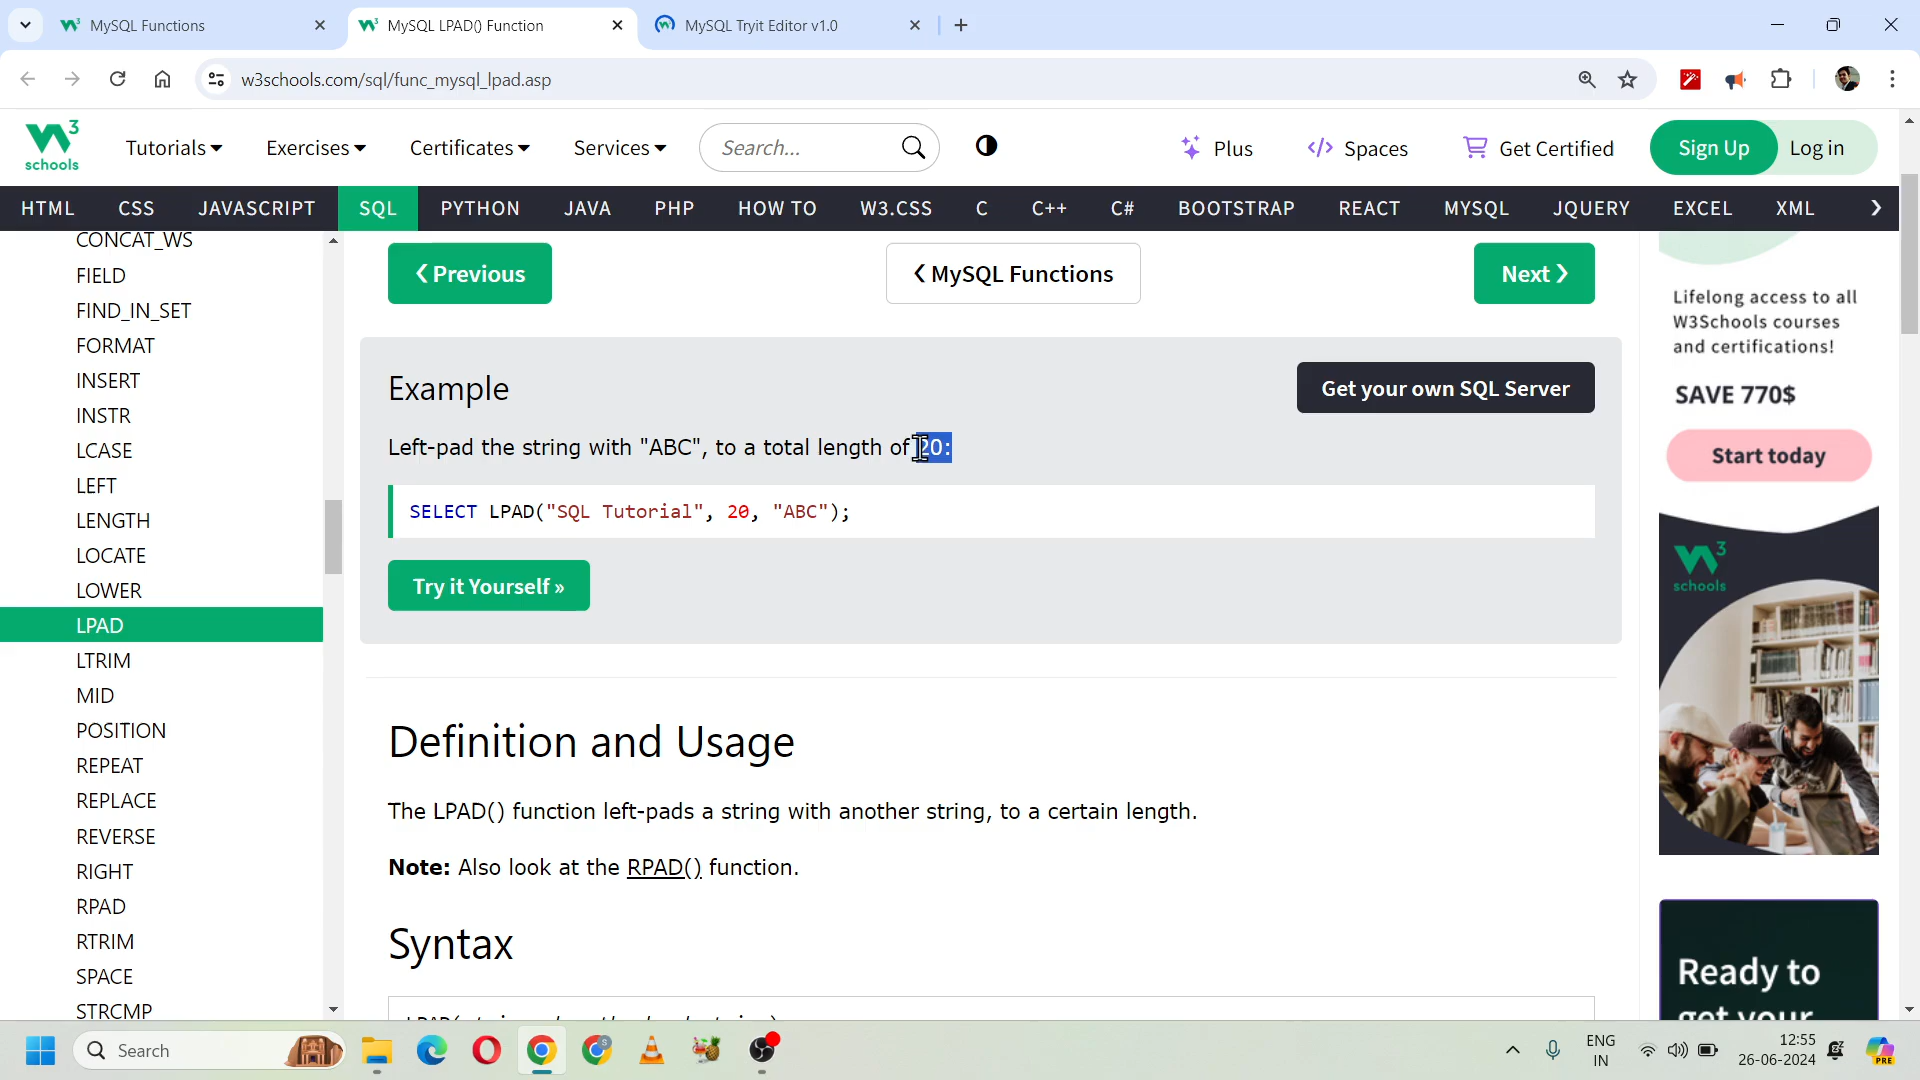 MySQL Functions
MySQL LPAD() Function
MySQL Tryit Editor v1.0
w3schools.com/sql/func_mysql_lpad.asp
W3 schools
Tutorials
Exercises
Certificates
Services
Search...
Plus
</> Spaces
Get Certified
Sign Up
Log in
HTML CSS JAVASCRIPT SQL PYTHON JAVA PHP HOW TO W3.CSS C C++ C# BOOTSTRAP REACT MYSQL JQUERY EXCEL XML ❯
CONCAT_WS
FIELD
FIND_IN_SET
FORMAT
INSERT
INSTR
LCASE
LEFT
LENGTH
LOCATE
LOWER
LPAD
LTRIM
MID
POSITION
REPEAT
REPLACE
REVERSE
RIGHT
RPAD
RTRIM
SPACE
STRCMP
❮ Previous
❮ MySQL Functions
Next ❯
Example
Get your own SQL Server
Left-pad the string with "ABC", to a total length of 20:
SELECT LPAD("SQL Tutorial", 20, "ABC");
Try it Yourself »
Definition and Usage
The LPAD() function left-pads a string with another string, to a certain length.
Note: Also look at the RPAD() function.
Syntax
Lifelong access to all
W3Schools courses
and certifications!
SAVE 770$
Start today
W3 schools
Ready to
get your
Search
PRE
ENG
IN
12:55
26-06-2024